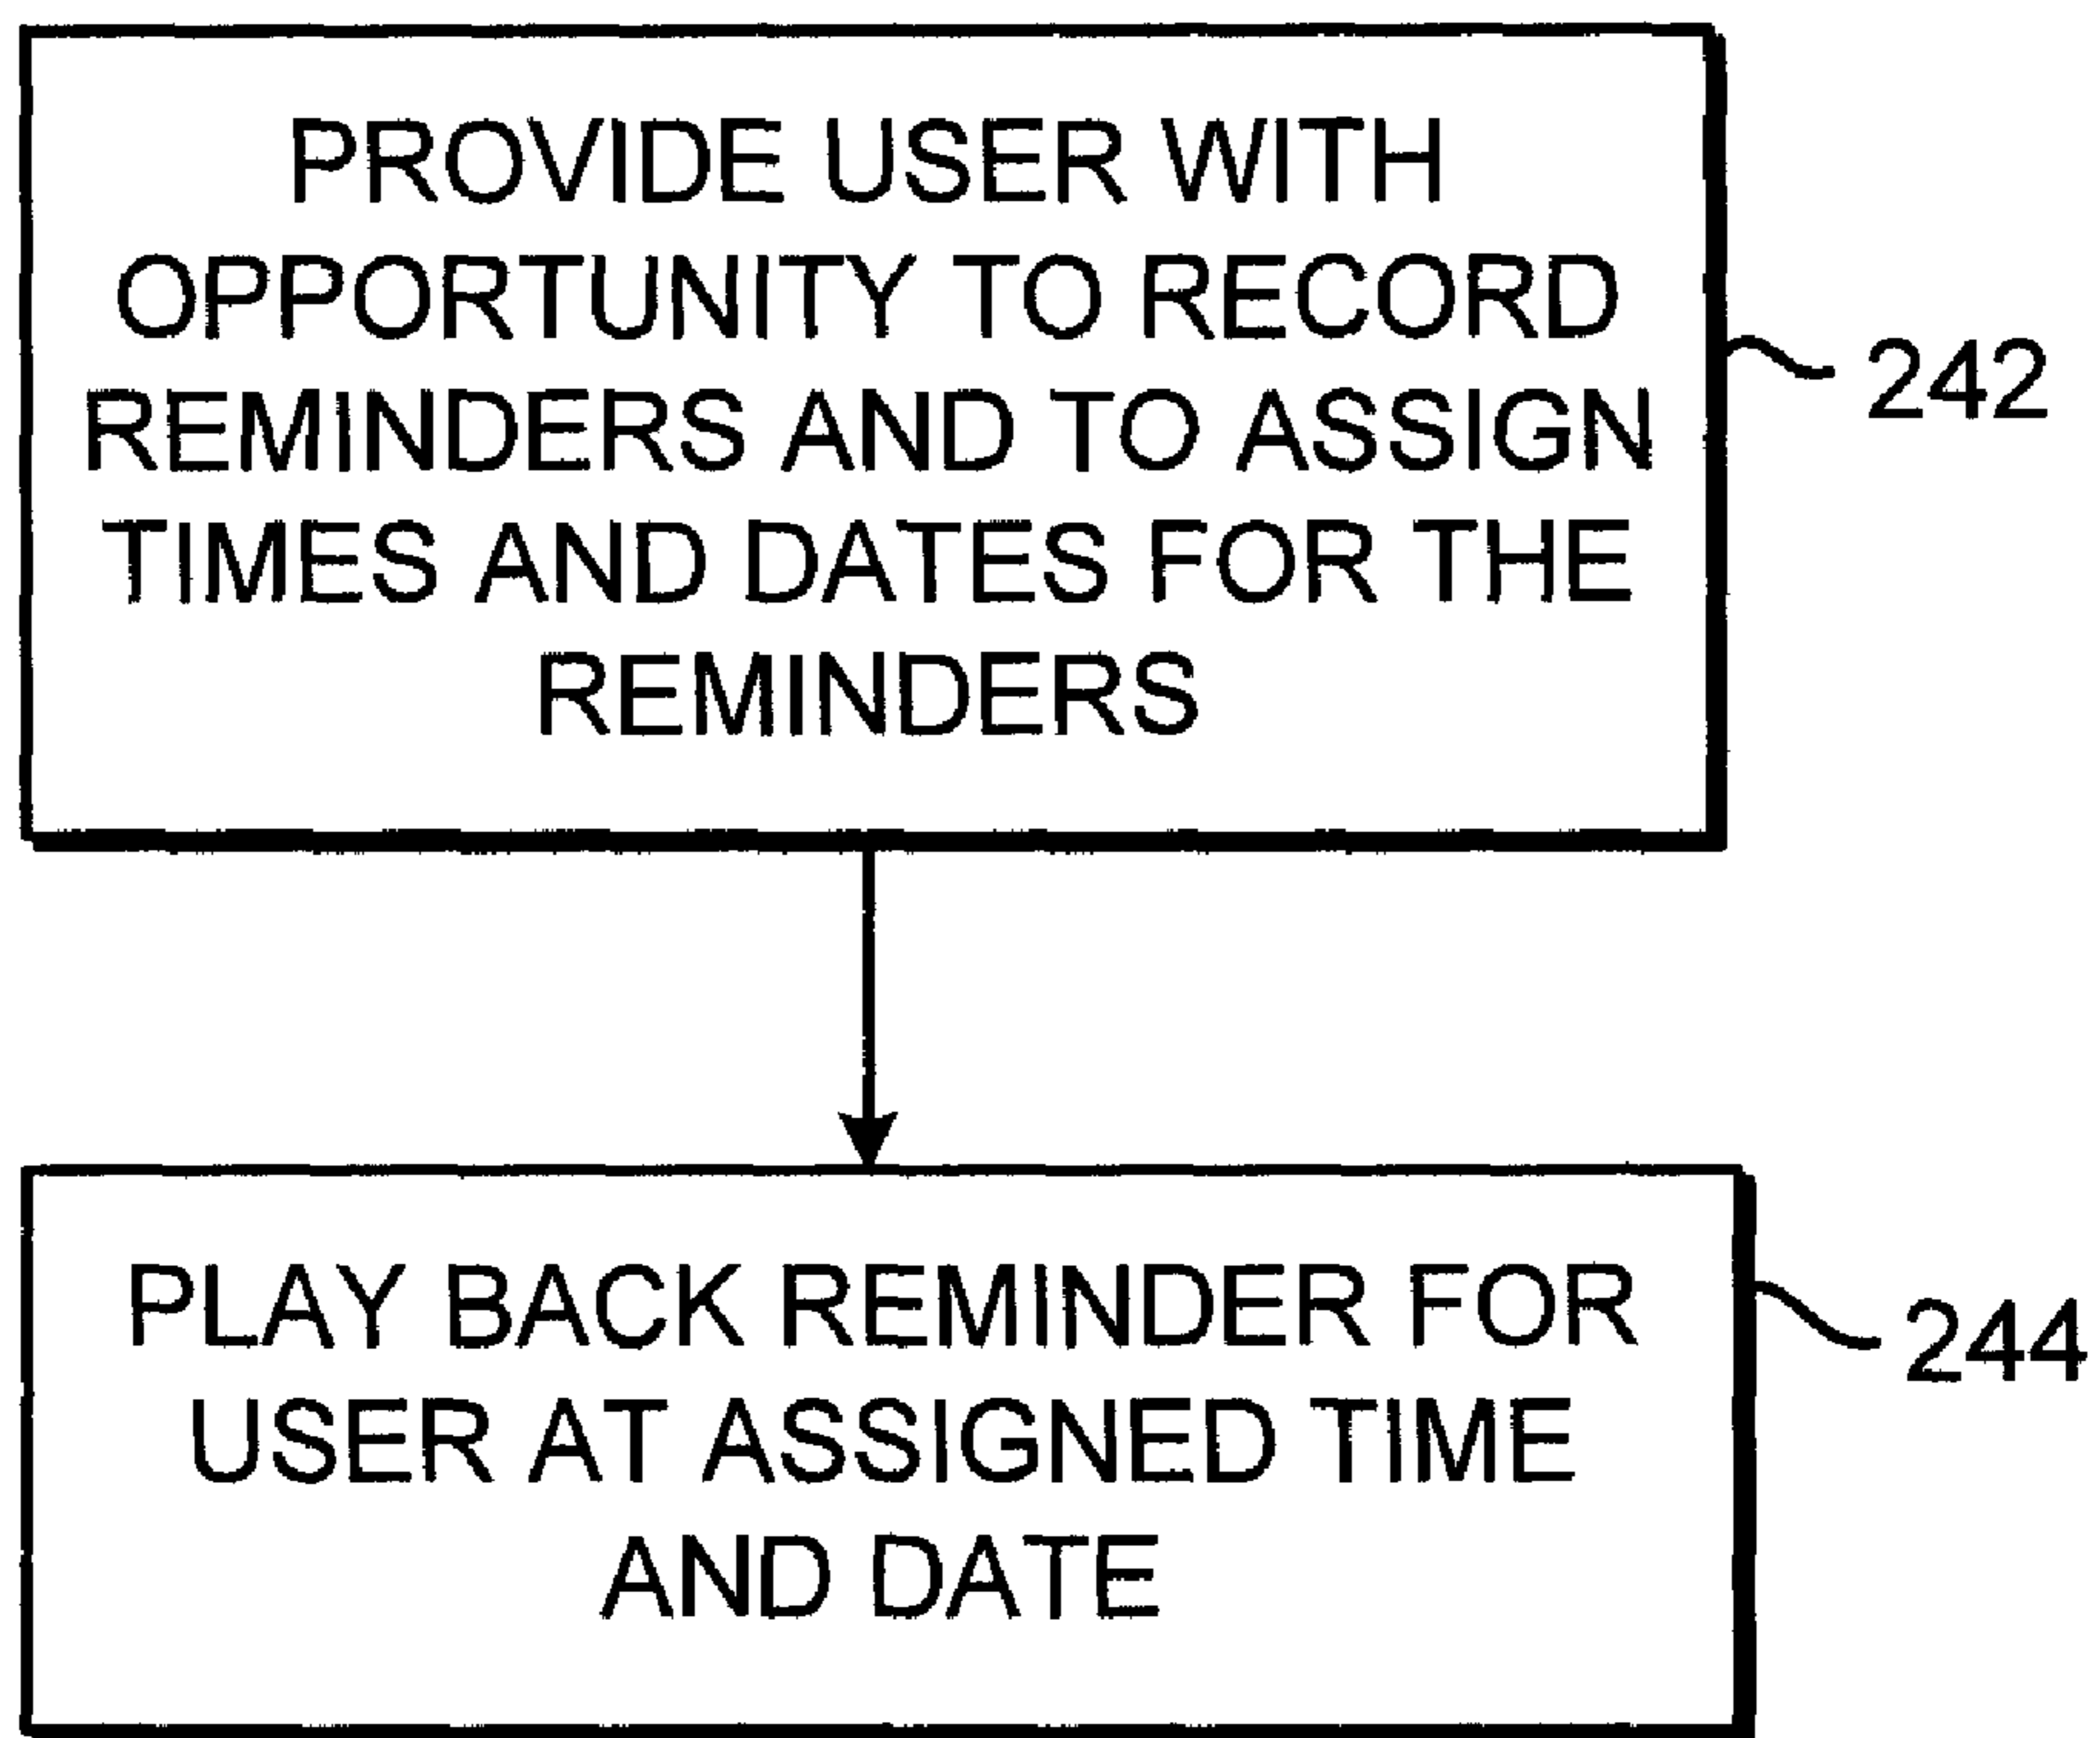 PROVIDE USER WITH
OPPORTUNITY TO RECORD
REMINDERS AND TO ASSIGN
TIMES AND DATES FOR THE
REMINDERS
242
PLAY BACK REMINDER FOR
USER AT ASSIGNED TIME
AND DATE
244